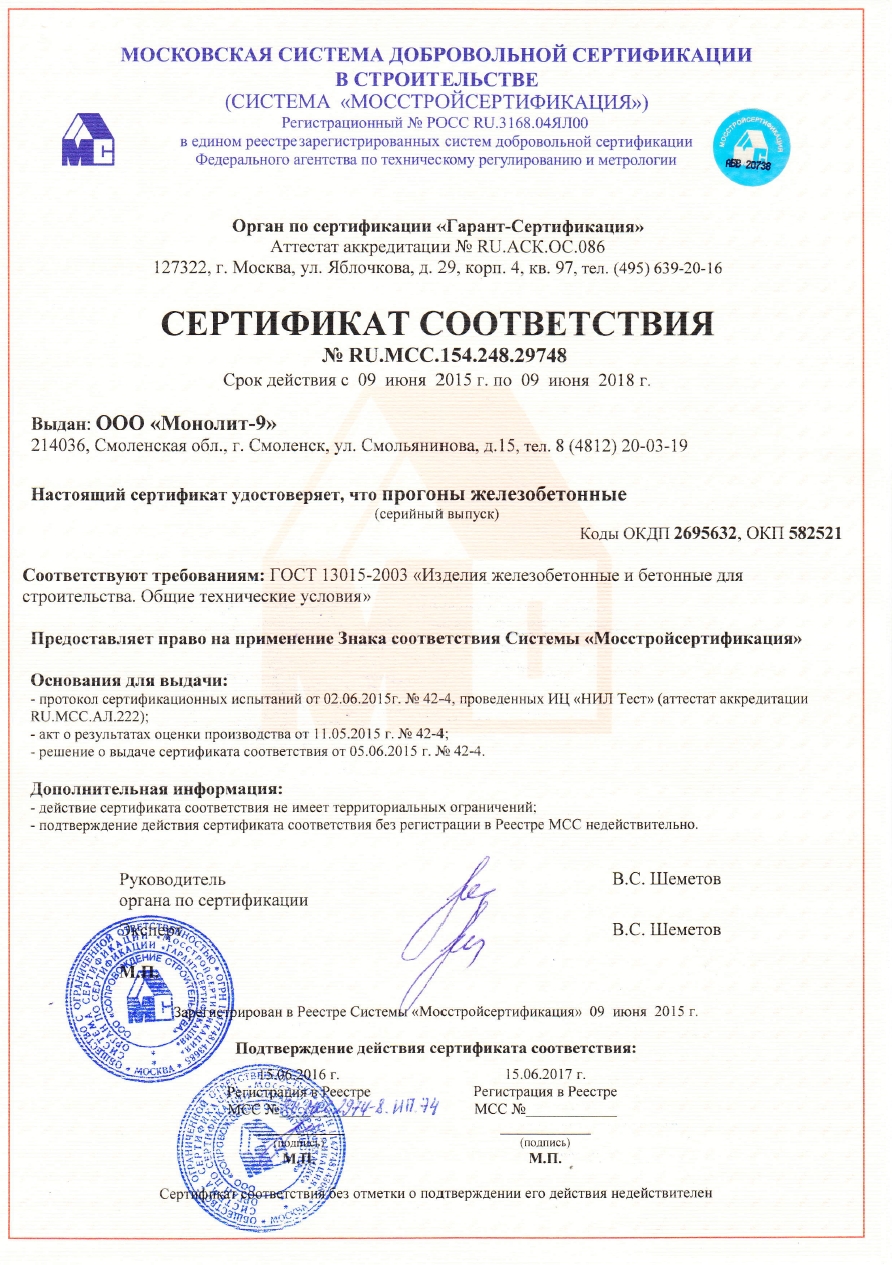 МОСКОВСКАЯ СИСТЕМА ДОБРОВОЛЬНОЙ СЕРТИФИКАЦИИ
В СТРОИТЕЛЬСТВЕ
(СИСТЕМА «МОССТРОЙСЕРТИФИКАЦИЯ»)
Регистрационный № РОСС RU.3168.04ЯЛ00
в едином реестре зарегистрированных систем добровольной сертификации
Федерального агентства по техническому регулированию и метрологии
МС
МОССТРОЙСЕРТИФИКАЦИЯ
АБВ 20738
Орган по сертификации «Гарант-Сертификация»
Аттестат аккредитации № RU.АСК.ОС.086
127322, г. Москва, ул. Яблочкова, д. 29, корп. 4, кв. 97, тел. (495) 639-20-16
СЕРТИФИКАТ СООТВЕТСТВИЯ
№ RU.МСС.154.248.29748
Срок действия с 09 июня 2015 г. по 09 июня 2018 г.
Выдан: ООО «Монолит-9»
214036, Смоленская обл., г. Смоленск, ул. Смольянинова, д.15, тел. 8 (4812) 20-03-19
Настоящий сертификат удостоверяет, что прогоны железобетонные
(серийный выпуск)
Коды ОКДП 2695632, ОКП 582521
Соответствуют требованиям: ГОСТ 13015-2003 «Изделия железобетонные и бетонные для
строительства. Общие технические условия»
Предоставляет право на применение Знака соответствия Системы «Мосстройсертификация»
Основания для выдачи:
- протокол сертификационных испытаний от 02.06.2015г. № 42-4, проведенных ИЦ «НИЛ Тест» (аттестат аккредитации
RU.МСС.АЛ.222);
- акт о результатах оценки производства от 11.05.2015 г. № 42-4;
- решение о выдаче сертификата соответствия от 05.06.2015 г. № 42-4.
Дополнительная информация:
- действие сертификата соответствия не имеет территориальных ограничений;
- подтверждение действия сертификата соответствия без регистрации в Реестре МСС недействительно.
Руководитель
органа по сертификации
В.С. Шеметов
Эксперт
В.С. Шеметов
М.П.
Зарегистрирован в Реестре Системы «Мосстройсертификация» 09 июня 2015 г.
Подтверждение действия сертификата соответствия:
15.06.2016 г. 15.06.2017 г.
Регистрация в Реестре Регистрация в Реестре
МСС № МСС №
(подпись) (подпись)
М.П. М.П.
Сертификат соответствия без отметки о подтверждении его действия недействителен